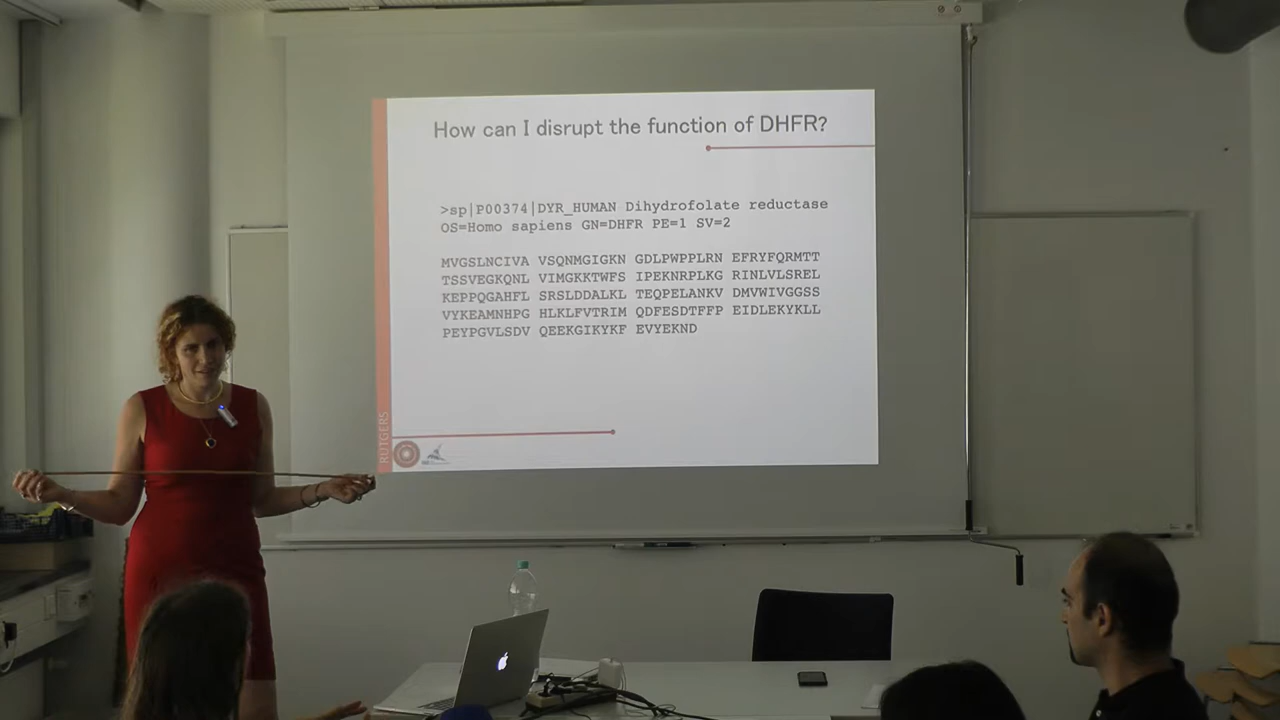 How can I disrupt the function of DHFR?
>sp|P00374|DYR_HUMAN Dihydrofolate reductase
OS=Homo sapiens GN=DHFR PE=1 SV=2
MVGSLNCIVA VSQNMGIGKN GDLPWPPLRN EFRYFQRMTT
TSSVEGKQNL VIMGKKTWFS IPEKNRPLKG RINLVLSREL
KEPPQGAHFL SRSLDDALKL TEQPELANKV DMVWIVGGSS
VYKEAMNHPG HLKLFVTRIM QDFESDTFFP EIDLEKYKLL
PEYPGVLSDV QEEKGIKYKF EVYEKND
RUTGERS